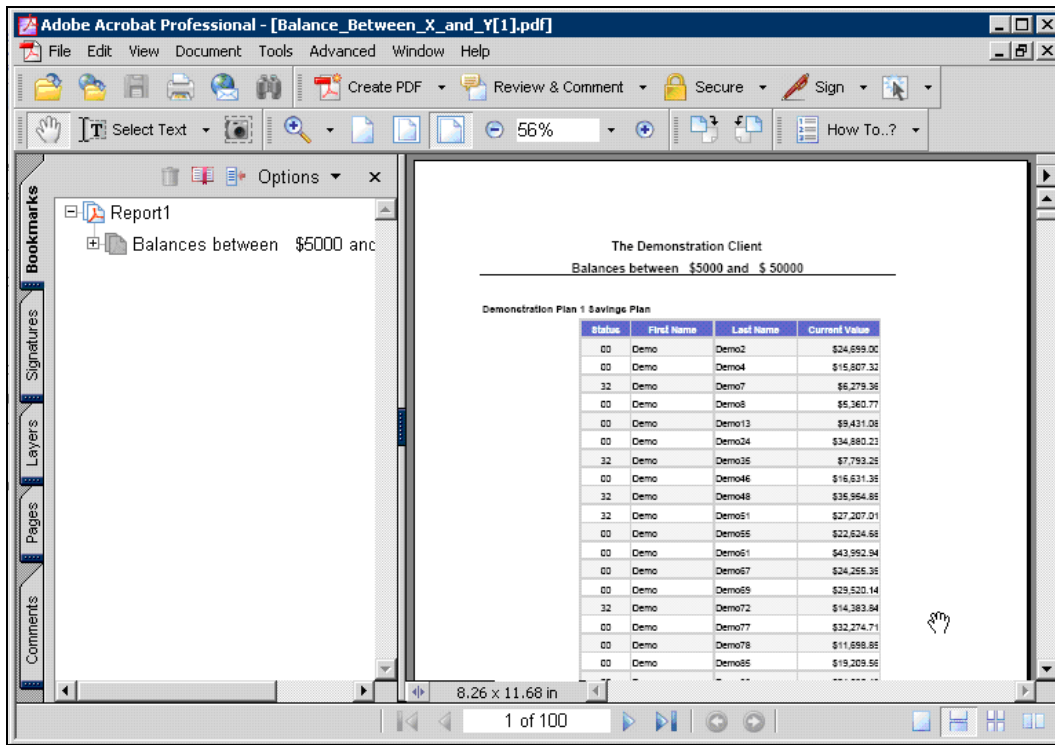 Adobe Acrobat Professional - [Balance_Between_X_and_Y[1].pdf]
File Edit View Document Tools Advanced Window Help
Create PDF Review & Comment Secure Sign
Select Text 56% How To..?
Options
Bookmarks
Signatures
Layers
Pages
Comments
Report1
Balances between $5000 and
The Demonstration Client
Balances between $5000 and $ 50000
Demonstration Plan 1 Savings Plan
Status First Name Last Name Current Value
00 Demo Demo2 $24,699.00
00 Demo Demo4 $15,807.32
32 Demo Demo7 $6,279.36
00 Demo Demo8 $5,360.77
00 Demo Demo13 $9,431.08
00 Demo Demo24 $34,880.23
32 Demo Demo35 $7,793.25
00 Demo Demo46 $16,631.35
32 Demo Demo48 $35,954.85
32 Demo Demo51 $27,207.01
00 Demo Demo55 $22,624.68
00 Demo Demo61 $43,992.94
00 Demo Demo67 $24,255.35
00 Demo Demo69 $29,520.14
32 Demo Demo72 $14,383.84
00 Demo Demo77 $32,274.71
00 Demo Demo78 $11,698.85
00 Demo Demo85 $19,209.56
8.26 x 11.68 in
1 of 100